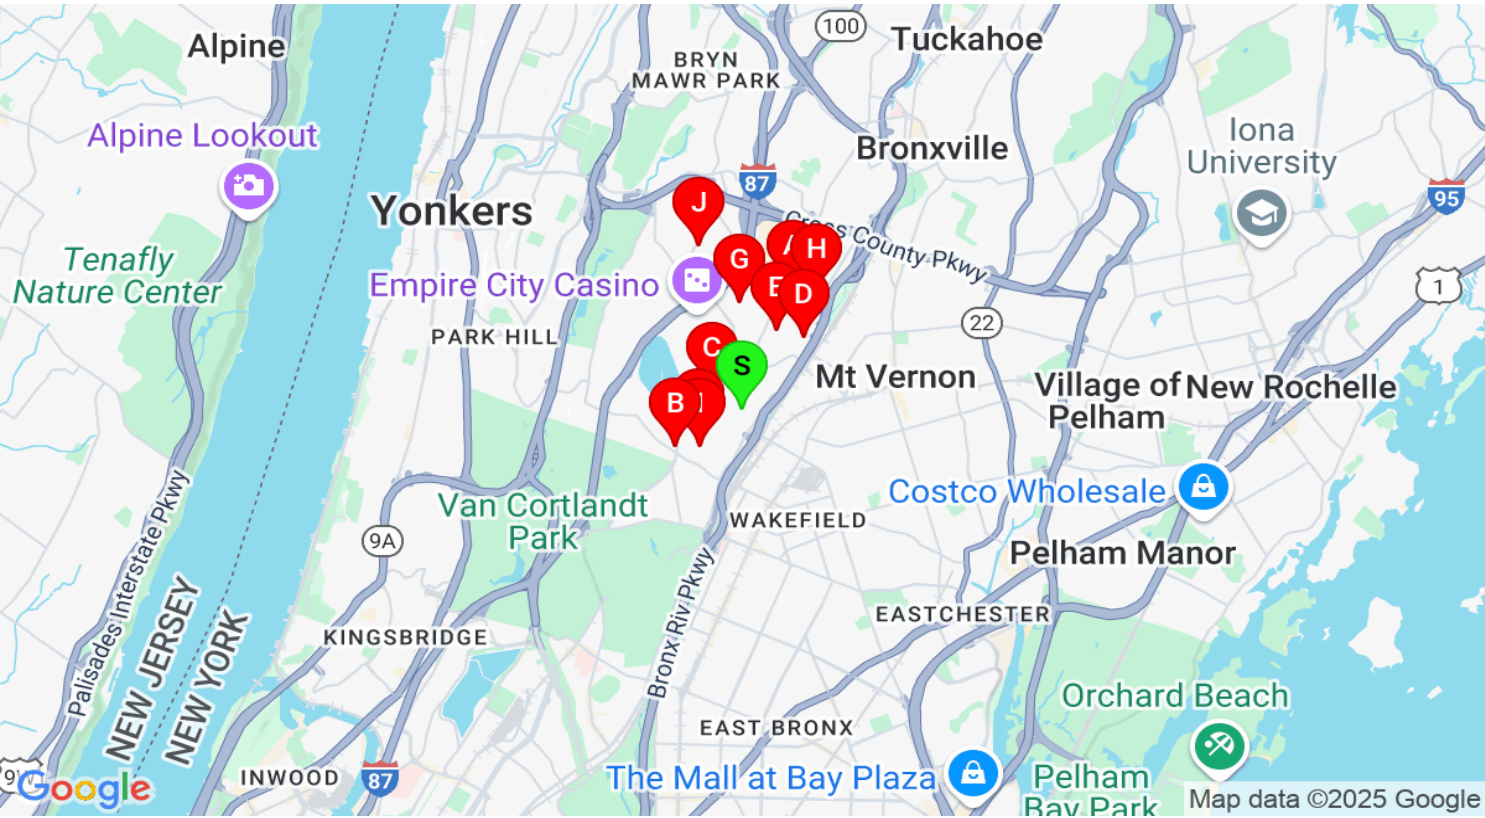 100
Tuckahoe
Alpine
BRYN
MAWR PARK
Alpine Lookout
Iona
University
Bronxville
87
95
J
Yonkers
Cross County Pkwy
A
H
G
Tenafly
Nature Center
Empire City Casino
E
D
1
22
PARK HILL
C
S
Mt Vernon
Village of
Pelham
New Rochelle
B
Costco Wholesale
Van Cortlandt
Park
WAKEFIELD
9A
Pelham Manor
Palisades Interstate Pkwy
Bronx Riv Pkwy
EASTCHESTER
KINGSBRIDGE
NEW JERSEY
NEW YORK
Orchard Beach
EAST BRONX
9W
INWOOD
87
The Mall at Bay Plaza
Pelham
Bay Park
Google
Map data ©2025 Google